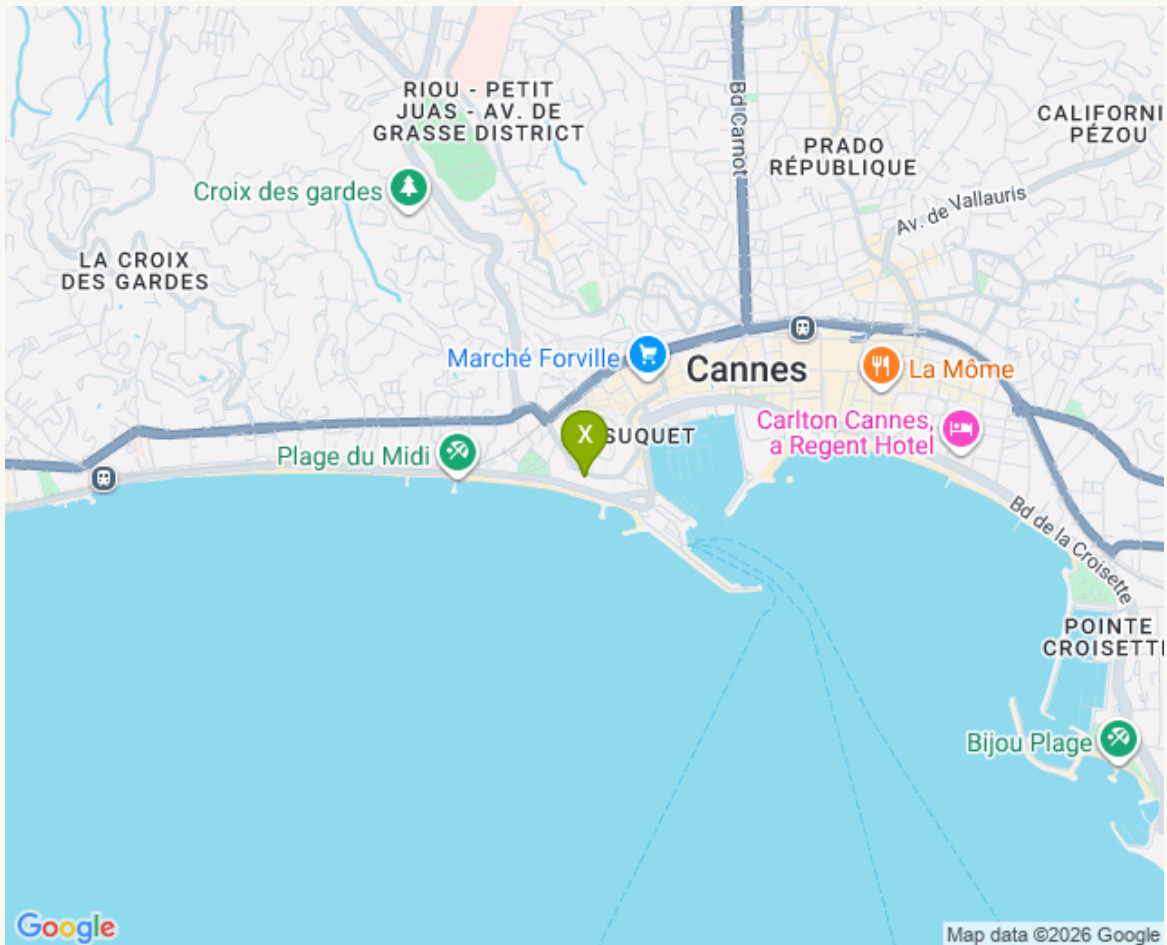 RIOU - PETIT
JUAS - AV. DE
GRASSE DISTRICT
Bd Carnot
CALIFORNI
PÉZOU
PRADO
RÉPUBLIQUE
Croix des gardes
Av. de Vallauris
LA CROIX
DES GARDES
Marché Forville
Cannes
La Môme
Carlton Cannes,
a Regent Hotel
X
SUQUET
Plage du Midi
Bd de la Croisette
POINTE
CROISETTE
Bijou Plage
Google
Map data ©2026 Google